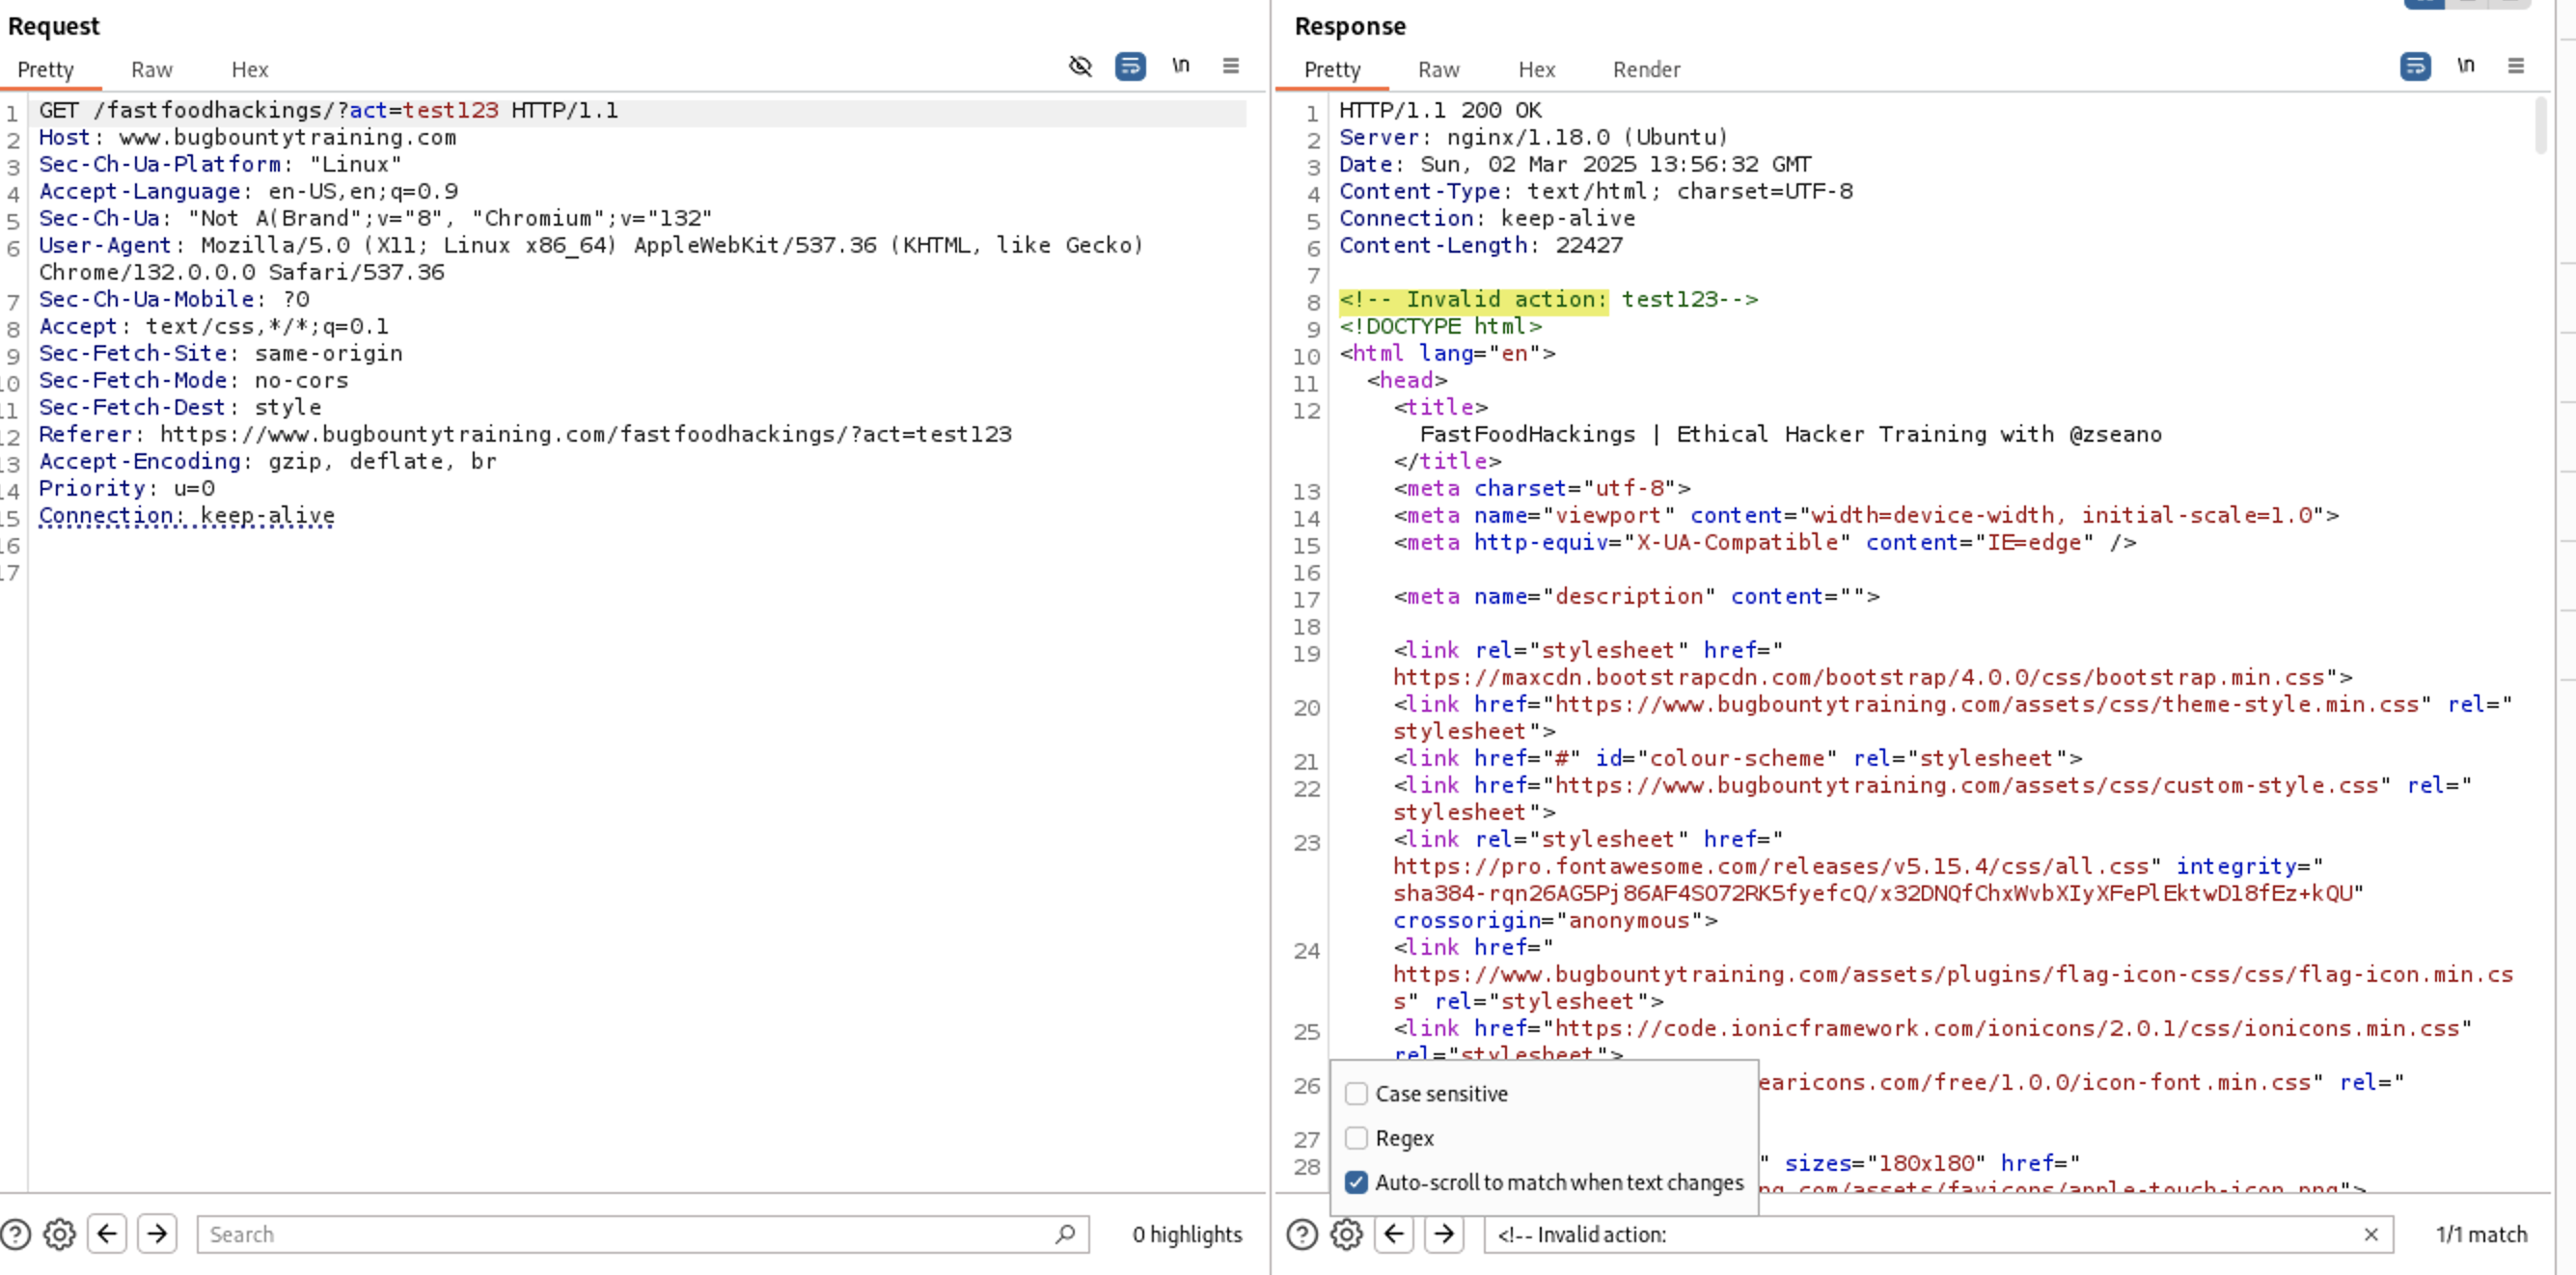 Request
Pretty Raw Hex \n
1 GET /fastfoodhackings/?act=test123 HTTP/1.1
2 Host: www.bugbountytraining.com
3 Sec-Ch-Ua-Platform: "Linux"
4 Accept-Language: en-US,en;q=0.9
5 Sec-Ch-Ua: "Not A(Brand";v="8", "Chromium";v="132"
6 User-Agent: Mozilla/5.0 (X11; Linux x86_64) AppleWebKit/537.36 (KHTML, like Gecko)
Chrome/132.0.0.0 Safari/537.36
7 Sec-Ch-Ua-Mobile: ?0
8 Accept: text/css,*/*;q=0.1
9 Sec-Fetch-Site: same-origin
10 Sec-Fetch-Mode: no-cors
11 Sec-Fetch-Dest: style
12 Referer: https://www.bugbountytraining.com/fastfoodhackings/?act=test123
13 Accept-Encoding: gzip, deflate, br
14 Priority: u=0
15 Connection: keep-alive
16
17
Search 0 highlights
Response
Pretty Raw Hex Render \n
1 HTTP/1.1 200 OK
2 Server: nginx/1.18.0 (Ubuntu)
3 Date: Sun, 02 Mar 2025 13:56:32 GMT
4 Content-Type: text/html; charset=UTF-8
5 Connection: keep-alive
6 Content-Length: 22427
7
8 <!-- Invalid action: test123-->
9 <!DOCTYPE html>
10 <html lang="en">
11 <head>
12 <title>
FastFoodHackings | Ethical Hacker Training with @zseano
</title>
13 <meta charset="utf-8">
14 <meta name="viewport" content="width=device-width, initial-scale=1.0">
15 <meta http-equiv="X-UA-Compatible" content="IE=edge" />
16
17 <meta name="description" content="">
18
19 <link rel="stylesheet" href="
https://maxcdn.bootstrapcdn.com/bootstrap/4.0.0/css/bootstrap.min.css">
20 <link href="https://www.bugbountytraining.com/assets/css/theme-style.min.css" rel="
stylesheet">
21 <link href="#" id="colour-scheme" rel="stylesheet">
22 <link href="https://www.bugbountytraining.com/assets/css/custom-style.css" rel="
stylesheet">
23 <link rel="stylesheet" href="
https://pro.fontawesome.com/releases/v5.15.4/css/all.css" integrity="
sha384-rqn26AG5Pj86AF4SO72RK5fyefcQ/x32DNQfChxWvbXIyXFePlEktwD18fEz+kQU"
crossorigin="anonymous">
24 <link href="
https://www.bugbountytraining.com/assets/plugins/flag-icon-css/css/flag-icon.min.cs
s" rel="stylesheet">
25 <link href="https://code.ionicframework.com/ionicons/2.0.1/css/ionicons.min.css"
rel="stylesheet">
26 earicons.com/free/1.0.0/icon-font.min.css" rel="
27
28 " sizes="180x180" href="
ng.com/assets/favicons/apple-touch-icon.png">
Case sensitive
Regex
Auto-scroll to match when text changes
<!-- Invalid action: 1/1 match